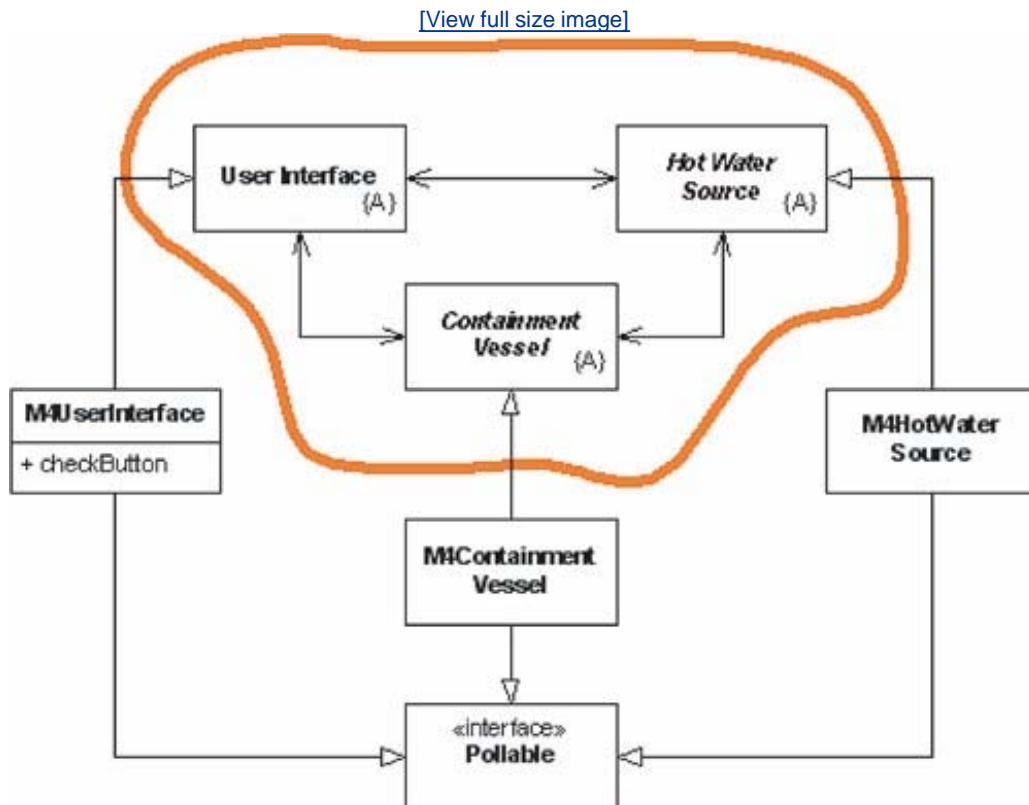 [View full size image]
User Interface
{A}
Hot Water
Source
{A}
Containment
Vessel
{A}
M4UserInterface
+ checkButton
M4HotWater
Source
M4Containment
Vessel
«interface»
Pollable